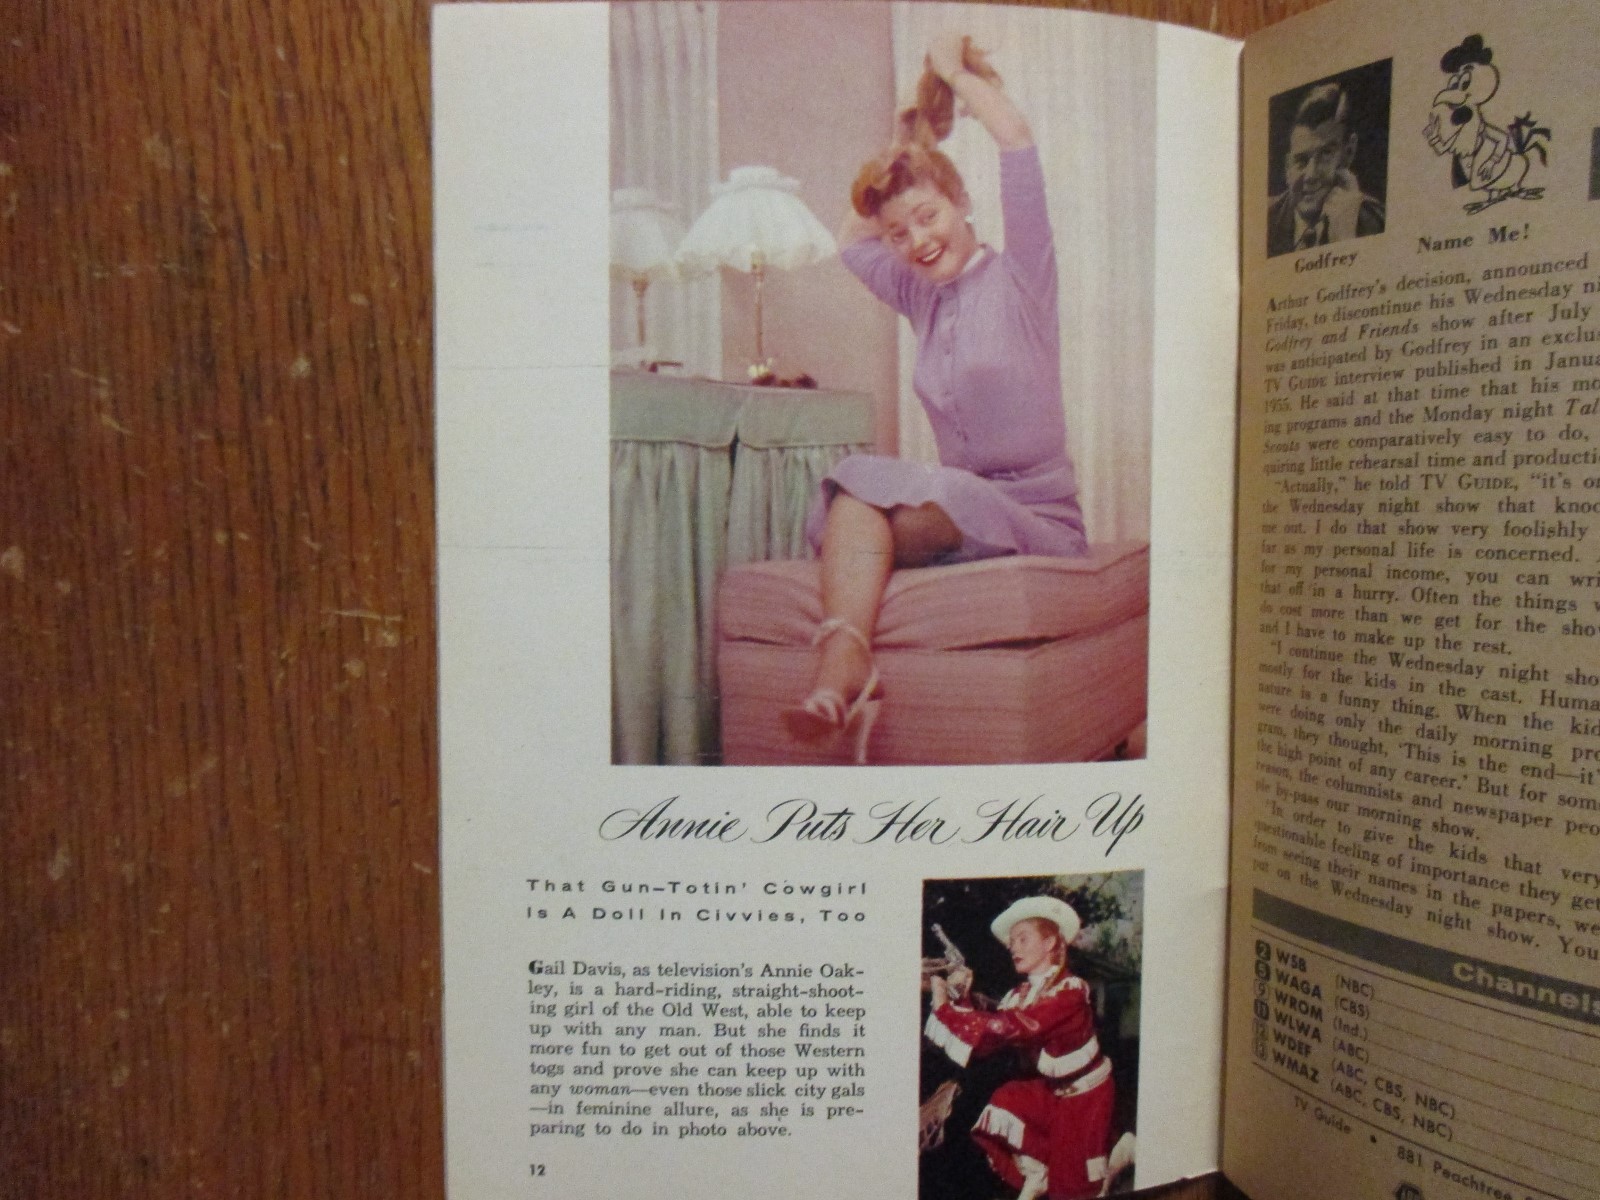 Annie Puts Her Hair Up
That Gun-Totin' Cowgirl
Is A Doll In Civvies, Too
Gail Davis, as television's Annie Oak-
ley, is a hard-riding, straight-shoot-
ing girl of the Old West, able to keep
up with any man. But she finds it
more fun to get out of those Western
togs and prove she can keep up with
any woman—even those slick city gals
—in feminine allure, as she is pre-
paring to do in photo above.
12
Godfrey
Name Me!
Arthur Godfrey's decision, announced
Friday, to discontinue his Wednesday
Godfrey and Friends show after July
was anticipated by Godfrey in an
TV GUIDE interview published in
1955. He said at that time that his
ing programs and the Monday night
Scouts were comparatively easy to do,
quiring little rehearsal time and
"Actually," he told TV GUIDE, "it's
the Wednesday night show that
me out. I do that show very foolishly
far as my personal life is concerned.
for my personal income, you can
that off in a hurry. Often the things
do cost more than we get for the
and I have to make up the rest.
"I continue the Wednesday night
mostly for the kids in the cast.
nature is a funny thing. When the
were doing only the daily morning
gram, they thought, 'This is the end—
the high point of any career.' But for
reason, the columnists and newspaper peo
ple by-pass our morning show.
"In order to give the kids that very
questionable feeling of importance they get
from seeing their names in the papers, we
put on the Wednesday night show. You
Channels
2 WSB (NBC)
5 WAGA (CBS)
9 WROM (Ind.)
11 WLWA (ABC)
12 WDEF (ABC, CBS, NBC)
13 WMAZ (ABC, CBS, NBC)
TV Guide • 881 Peachtree